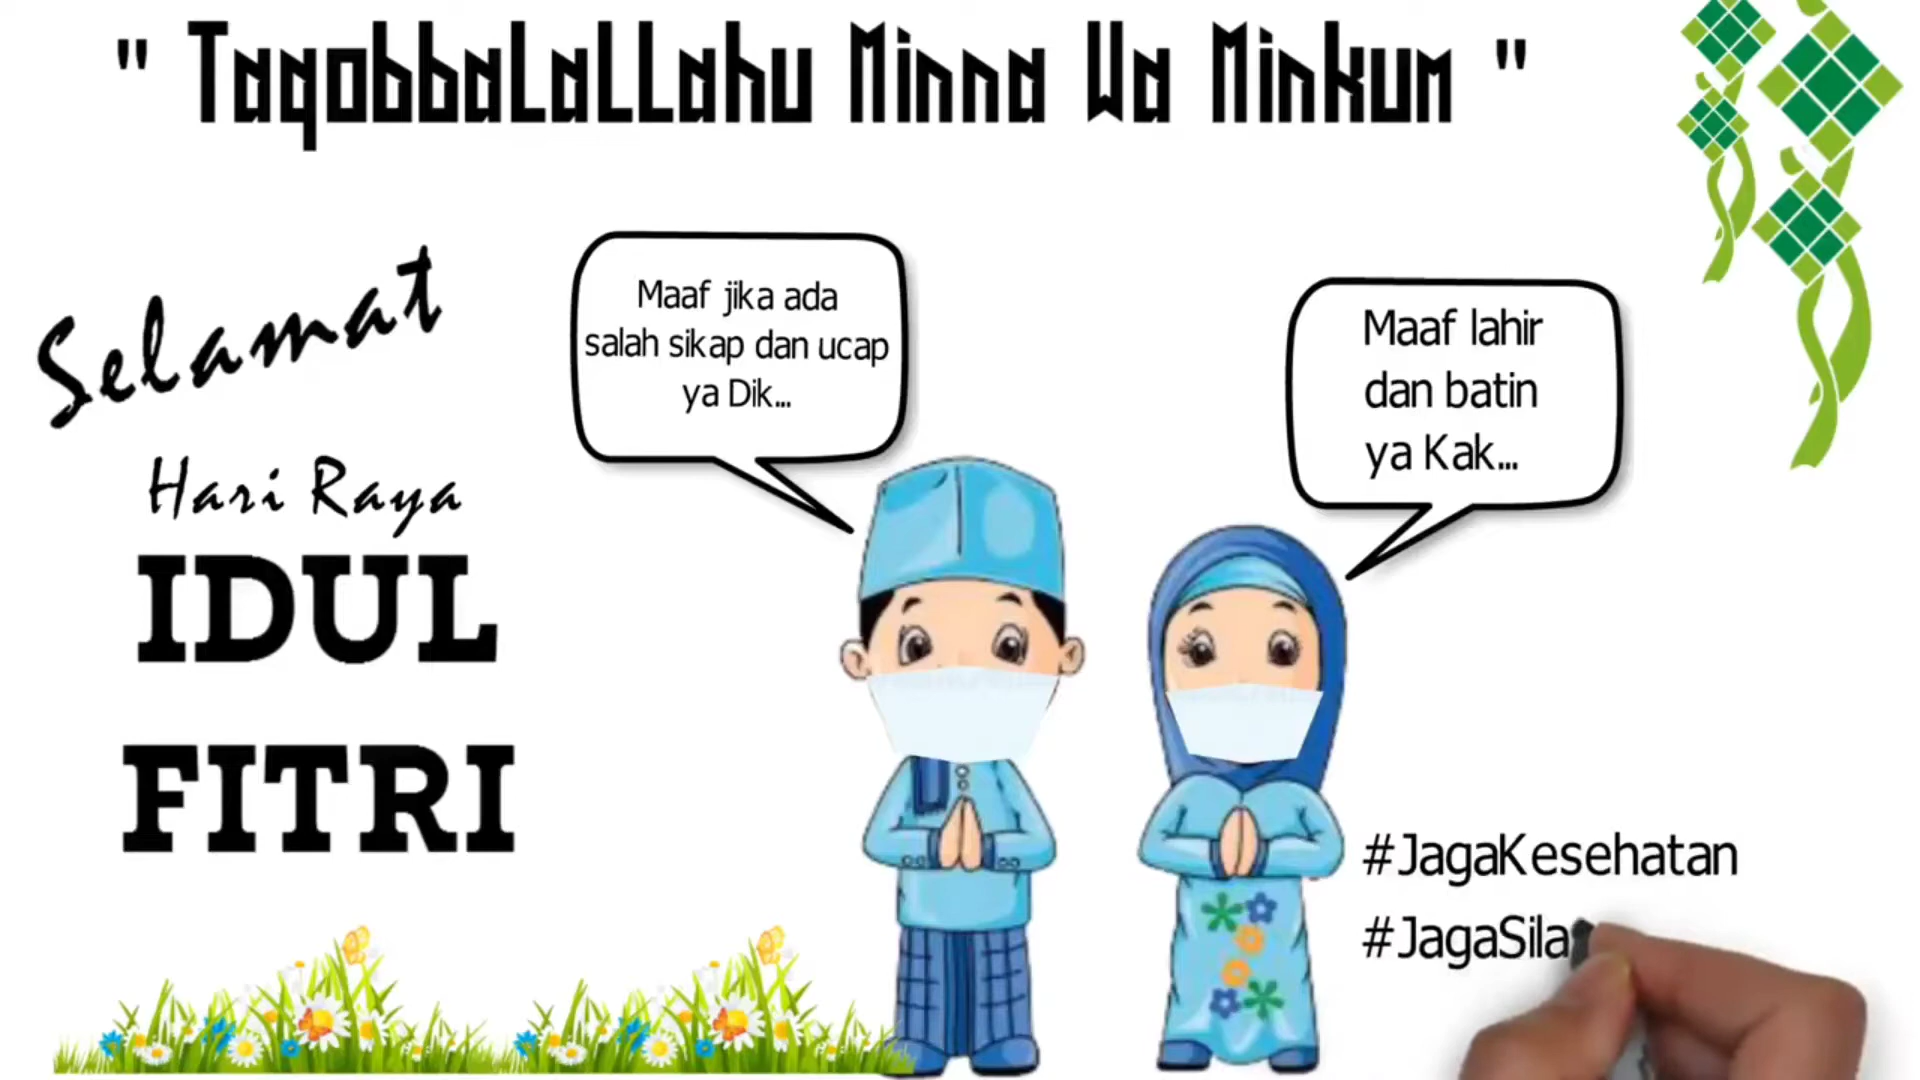 " Taqobbalallahu Minna Wa Minkum "
Selamat
Hari Raya
IDUL
FITRI
Maaf jika ada
salah sikap dan ucap
ya Dik...
Maaf lahir
dan batin
ya Kak...
#JagaKesehatan
#JagaSila